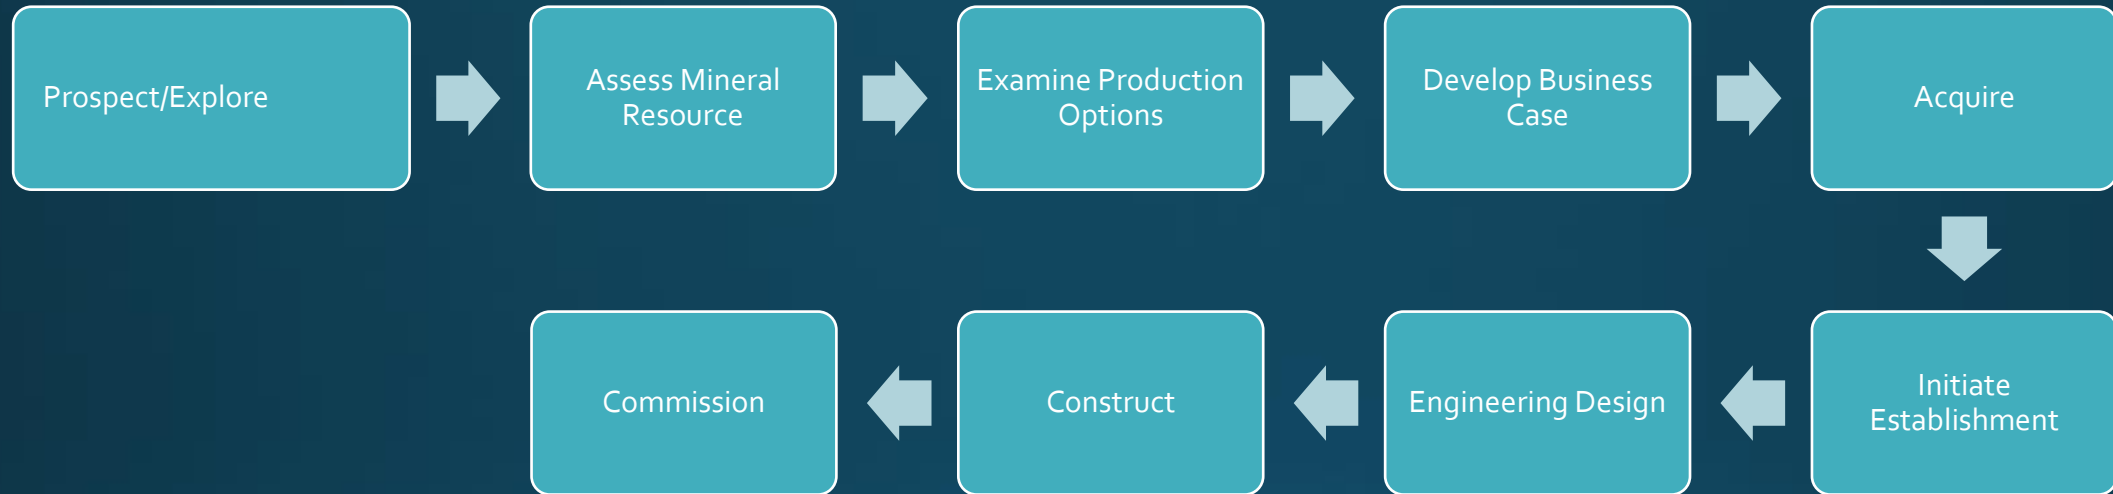 Prospect/Explore
Assess Mineral
Resource
Examine Production
Options
Develop Business
Case
Acquire
Initiate
Establishment
Engineering Design
Construct
Commission